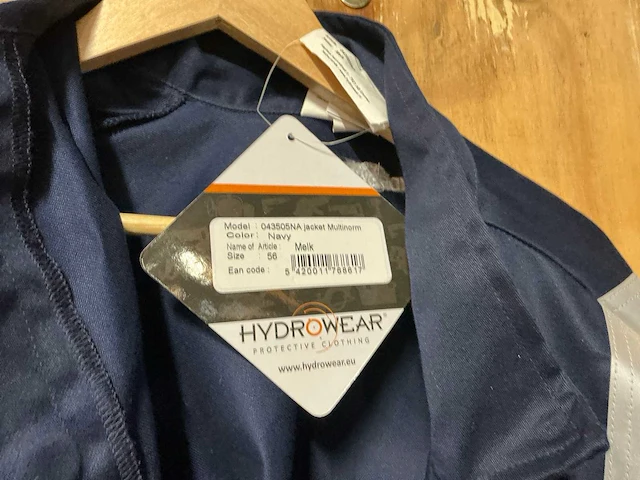 Model : 043505NA jacket Multinorm
Color : Navy
Name of Article: Melk
Size : 56
Ean code : 5 420011 788617
HYDROWEAR®
PROTECTIVE CLOTHING
www.hydrowear.eu